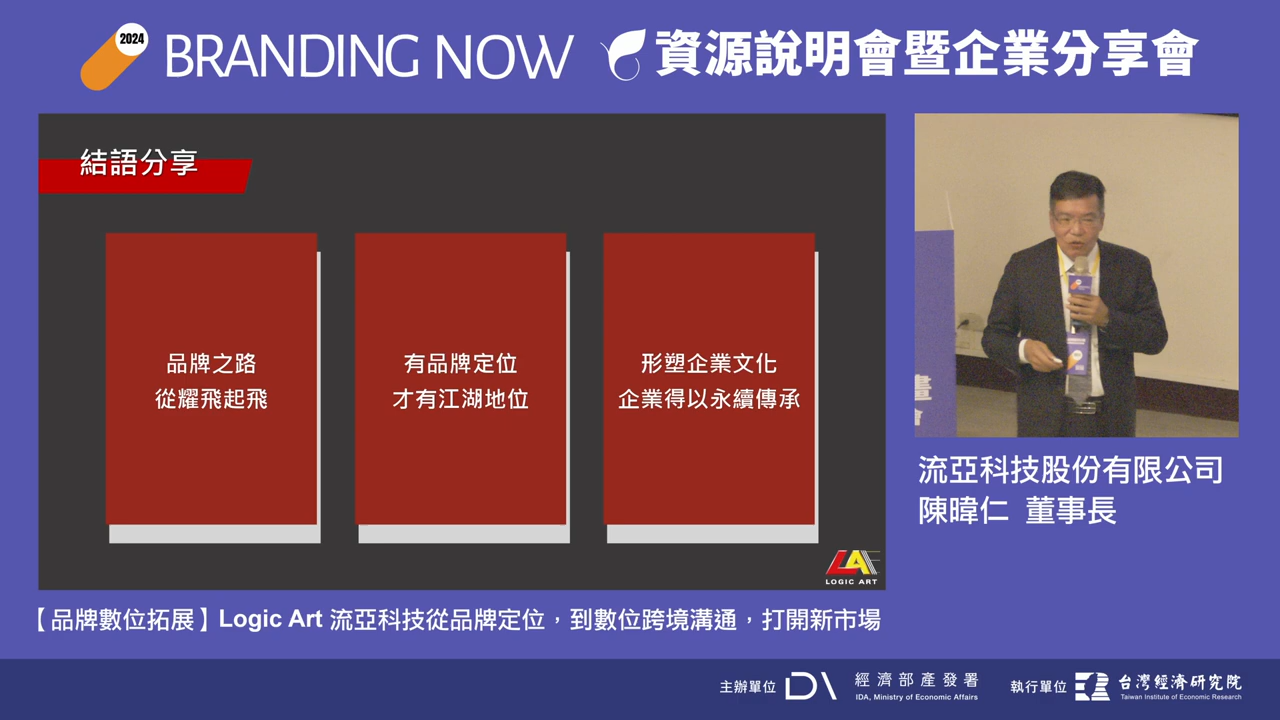 2024
BRANDING NOW 資源說明會暨企業分享會
結語分享
品牌之路
從耀飛起飛
有品牌定位
才有江湖地位
形塑企業文化
企業得以永續傳承
LOGIC ART
畫
會
流亞科技股份有限公司
陳暐仁 董事長
【品牌數位拓展】Logic Art 流亞科技從品牌定位，到數位跨境溝通，打開新市場
主辦單位
經濟部產發署
IDA, Ministry of Economic Affairs
執行單位
台灣經濟研究院
Taiwan Institute of Economic Research